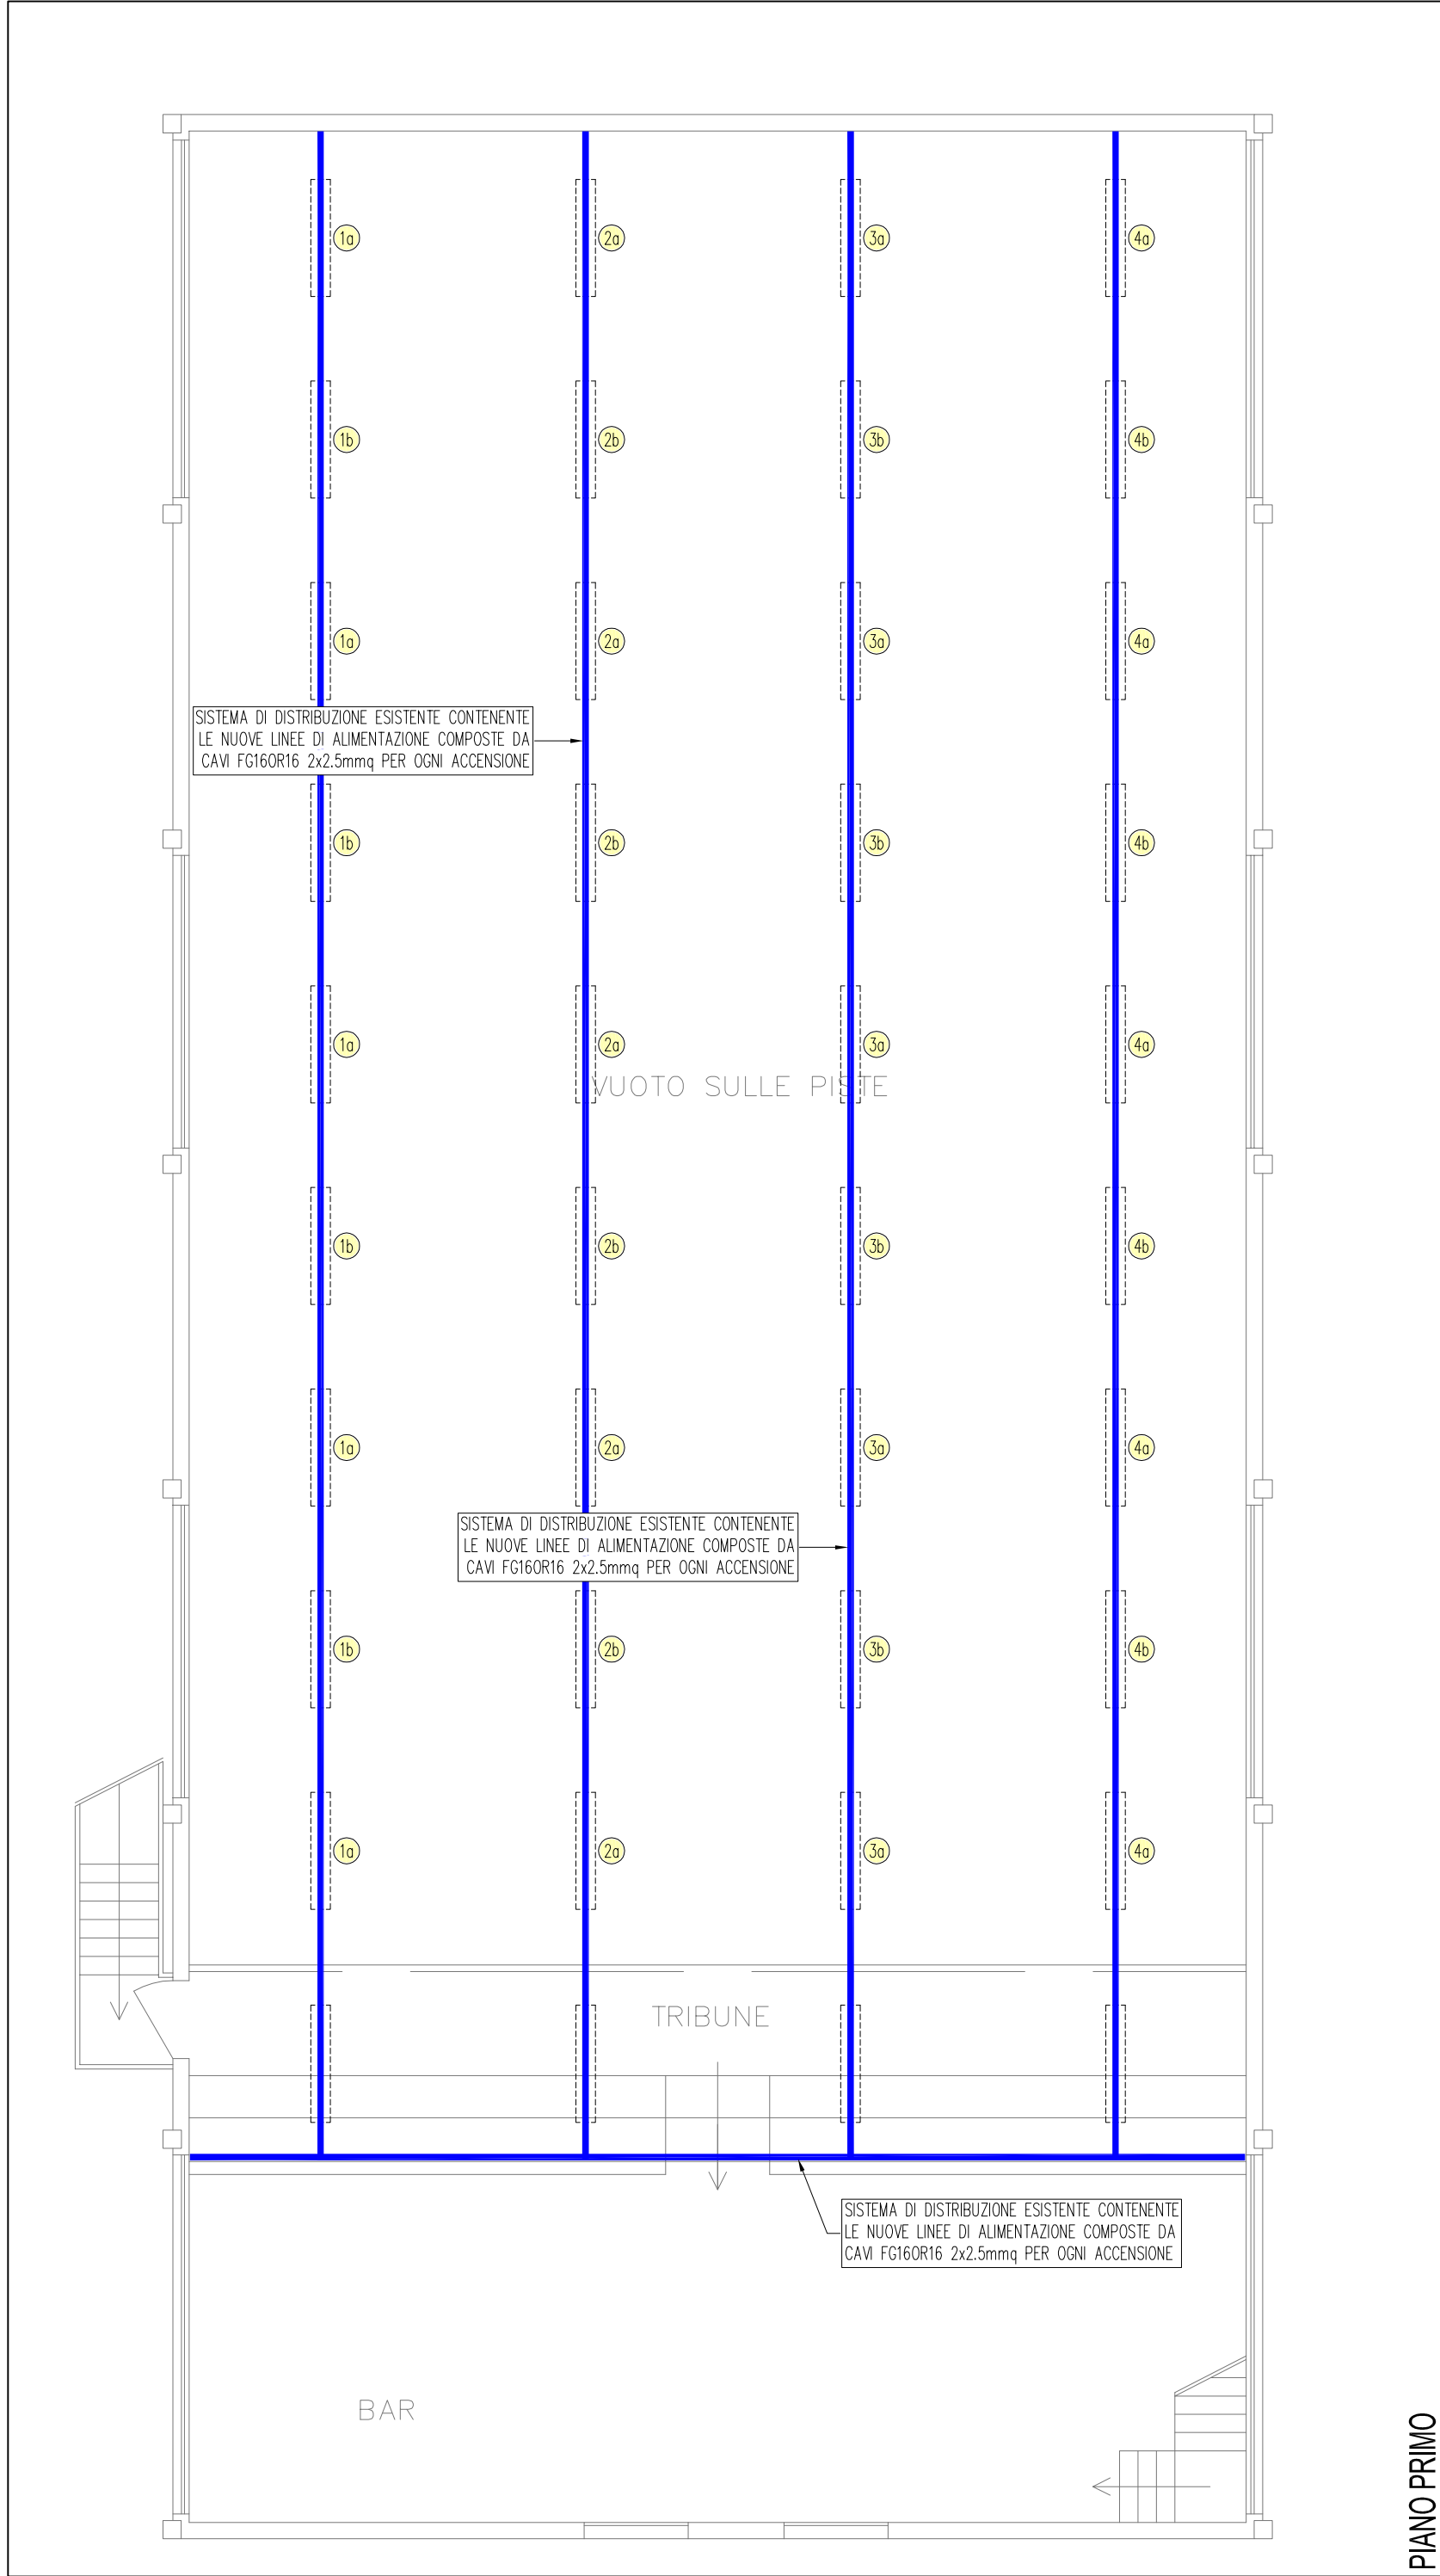 1a 2a 3a 4a
1b 2b 3b 4b
1a 2a 3a 4a
SISTEMA DI DISTRIBUZIONE ESISTENTE CONTENENTE
LE NUOVE LINEE DI ALIMENTAZIONE COMPOSTE DA
CAVI FG16OR16 2x2.5mmq PER OGNI ACCENSIONE
1b 2b 3b 4b
1a 2a 3a 4a
VUOTO SULLE PISTE
1b 2b 3b 4b
1a 2a 3a 4a
SISTEMA DI DISTRIBUZIONE ESISTENTE CONTENENTE
LE NUOVE LINEE DI ALIMENTAZIONE COMPOSTE DA
CAVI FG16OR16 2x2.5mmq PER OGNI ACCENSIONE
1b 2b 3b 4b
1a 2a 3a 4a
TRIBUNE
SISTEMA DI DISTRIBUZIONE ESISTENTE CONTENENTE
LE NUOVE LINEE DI ALIMENTAZIONE COMPOSTE DA
CAVI FG16OR16 2x2.5mmq PER OGNI ACCENSIONE
BAR
PIANO PRIMO